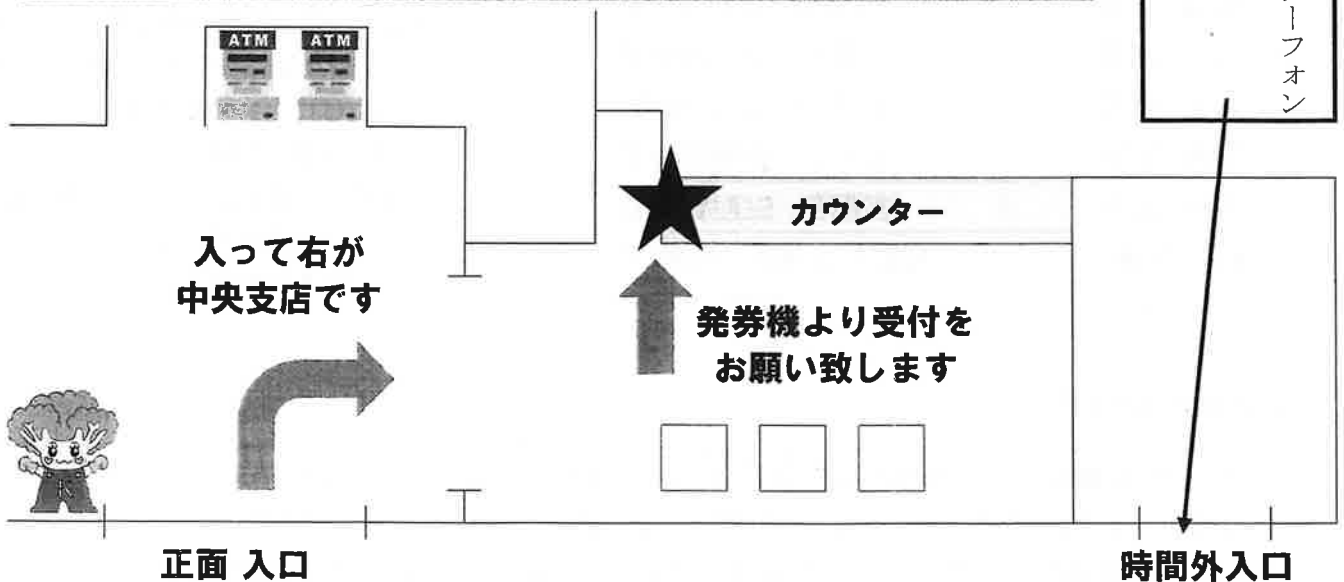 ーフォン
ATM
ATM
カウンター
入って右が
中央支店です
発券機より受付を
お願い致します
正面 入口
時間外入口